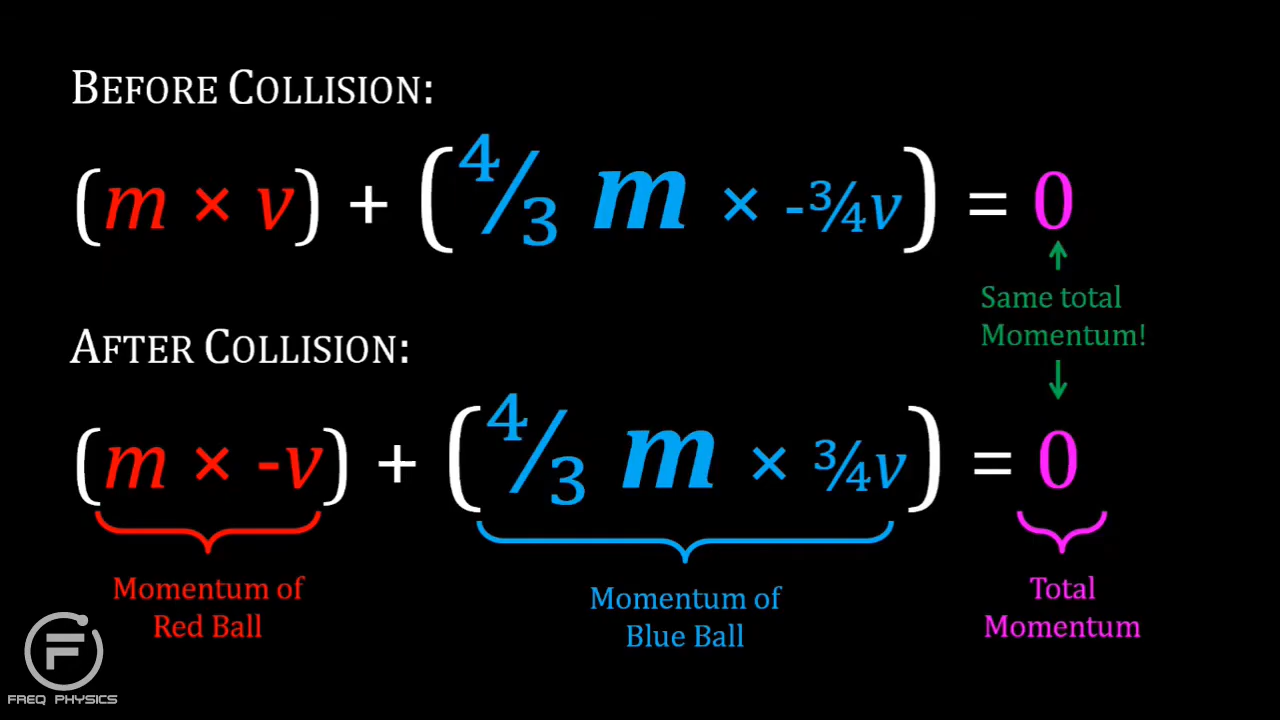 BEFORE COLLISION:
(m × v) + (4/3 m × -¾v) = 0
Same total
Momentum!
AFTER COLLISION:
(m × -v) + (4/3 m × ¾v) = 0
Momentum of
Red Ball
Momentum of
Blue Ball
Total
Momentum
F
FREQ PHYSICS